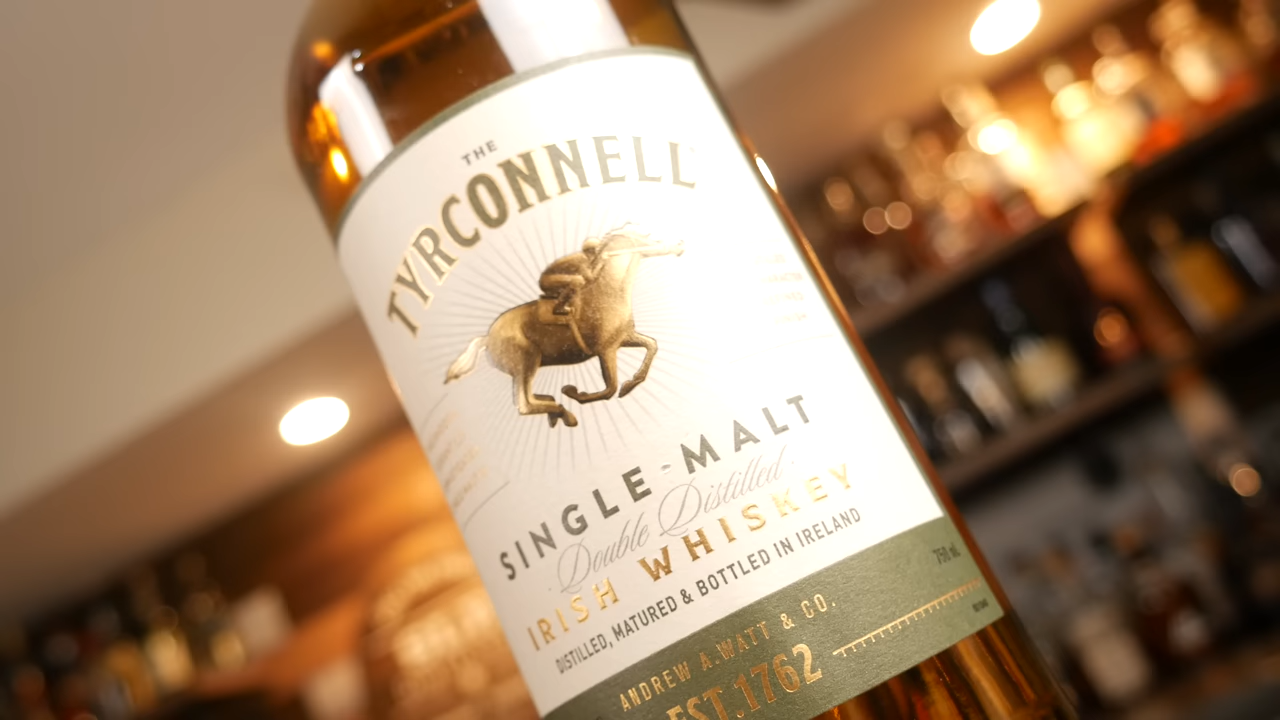 THE
TYRCONNELL
SINGLE-MALT
Double Distilled
IRISH WHISKEY
DISTILLED, MATURED & BOTTLED IN IRELAND
750 mL
ANDREW A.WATT & CO.
EST.1762